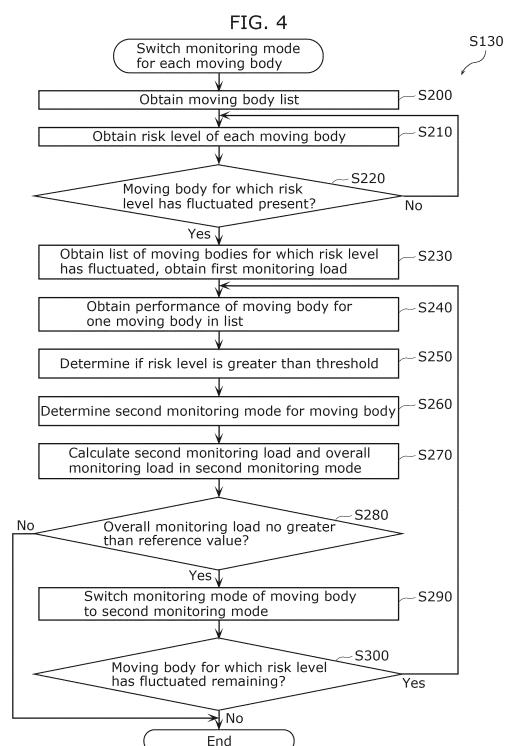 FIG. 4
S130
Switch monitoring mode
for each moving body
Obtain moving body list
S200
Obtain risk level of each moving body
S210
S220
Moving body for which risk
level has fluctuated present?
No
Yes
Obtain list of moving bodies for which risk level
has fluctuated, obtain first monitoring load
S230
Obtain performance of moving body for
one moving body in list
S240
Determine if risk level is greater than threshold
S250
Determine second monitoring mode for moving body
S260
Calculate second monitoring load and overall
monitoring load in second monitoring mode
S270
S280
No
Overall monitoring load no greater
than reference value?
Yes
Switch monitoring mode of moving body
to second monitoring mode
S290
S300
Moving body for which risk level
has fluctuated remaining?
Yes
No
End